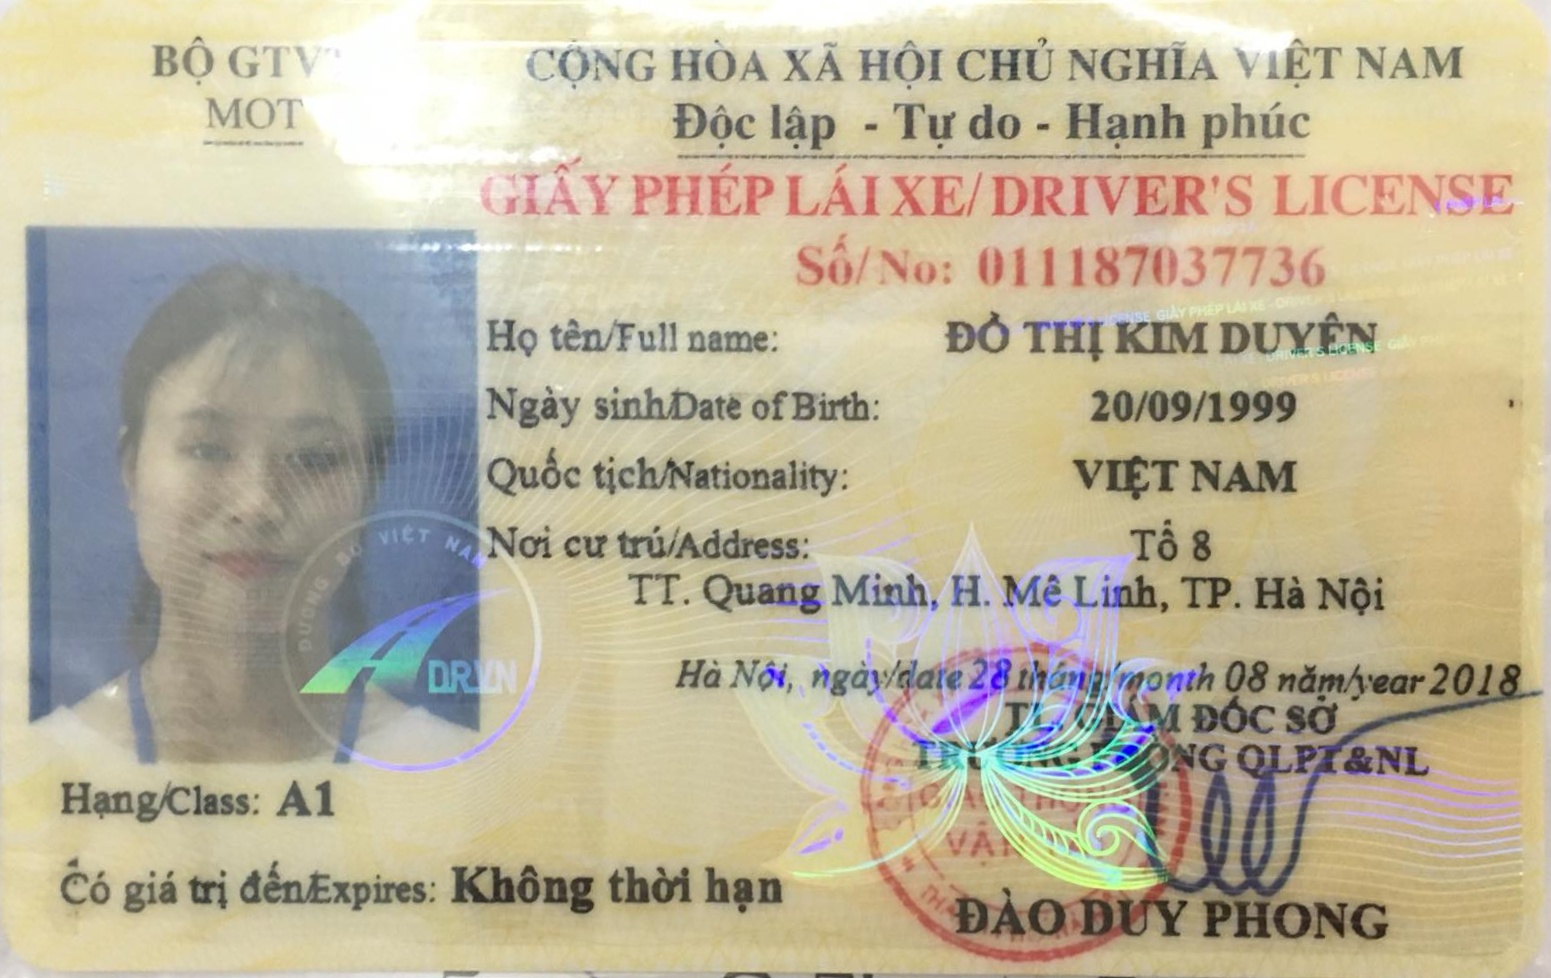 BỘ GTVT
MOT
CỘNG HÒA XÃ HỘI CHỦ NGHĨA VIỆT NAM
Độc lập - Tự do - Hạnh phúc
GIẤY PHÉP LÁI XE/ DRIVER'S LICENSE
Số/ No: 011187037736
Họ tên/Full name: ĐỖ THỊ KIM DUYÊN
Ngày sinh/Date of Birth: 20/09/1999
Quốc tịch/Nationality: VIỆT NAM
Nơi cư trú/Address: Tổ 8
TT. Quang Minh, H. Mê Linh, TP. Hà Nội
Hà Nội, ngày/date 28 tháng/month 08 năm/year 2018
TL. GIÁM ĐỐC SỞ
TRƯỞNG PHÒNG QLPT&NL
ĐƯỜNG BỘ VIỆT NAM
DRVN
Hạng/Class: A1
Có giá trị đến/Expires: Không thời hạn
ĐÀO DUY PHONG